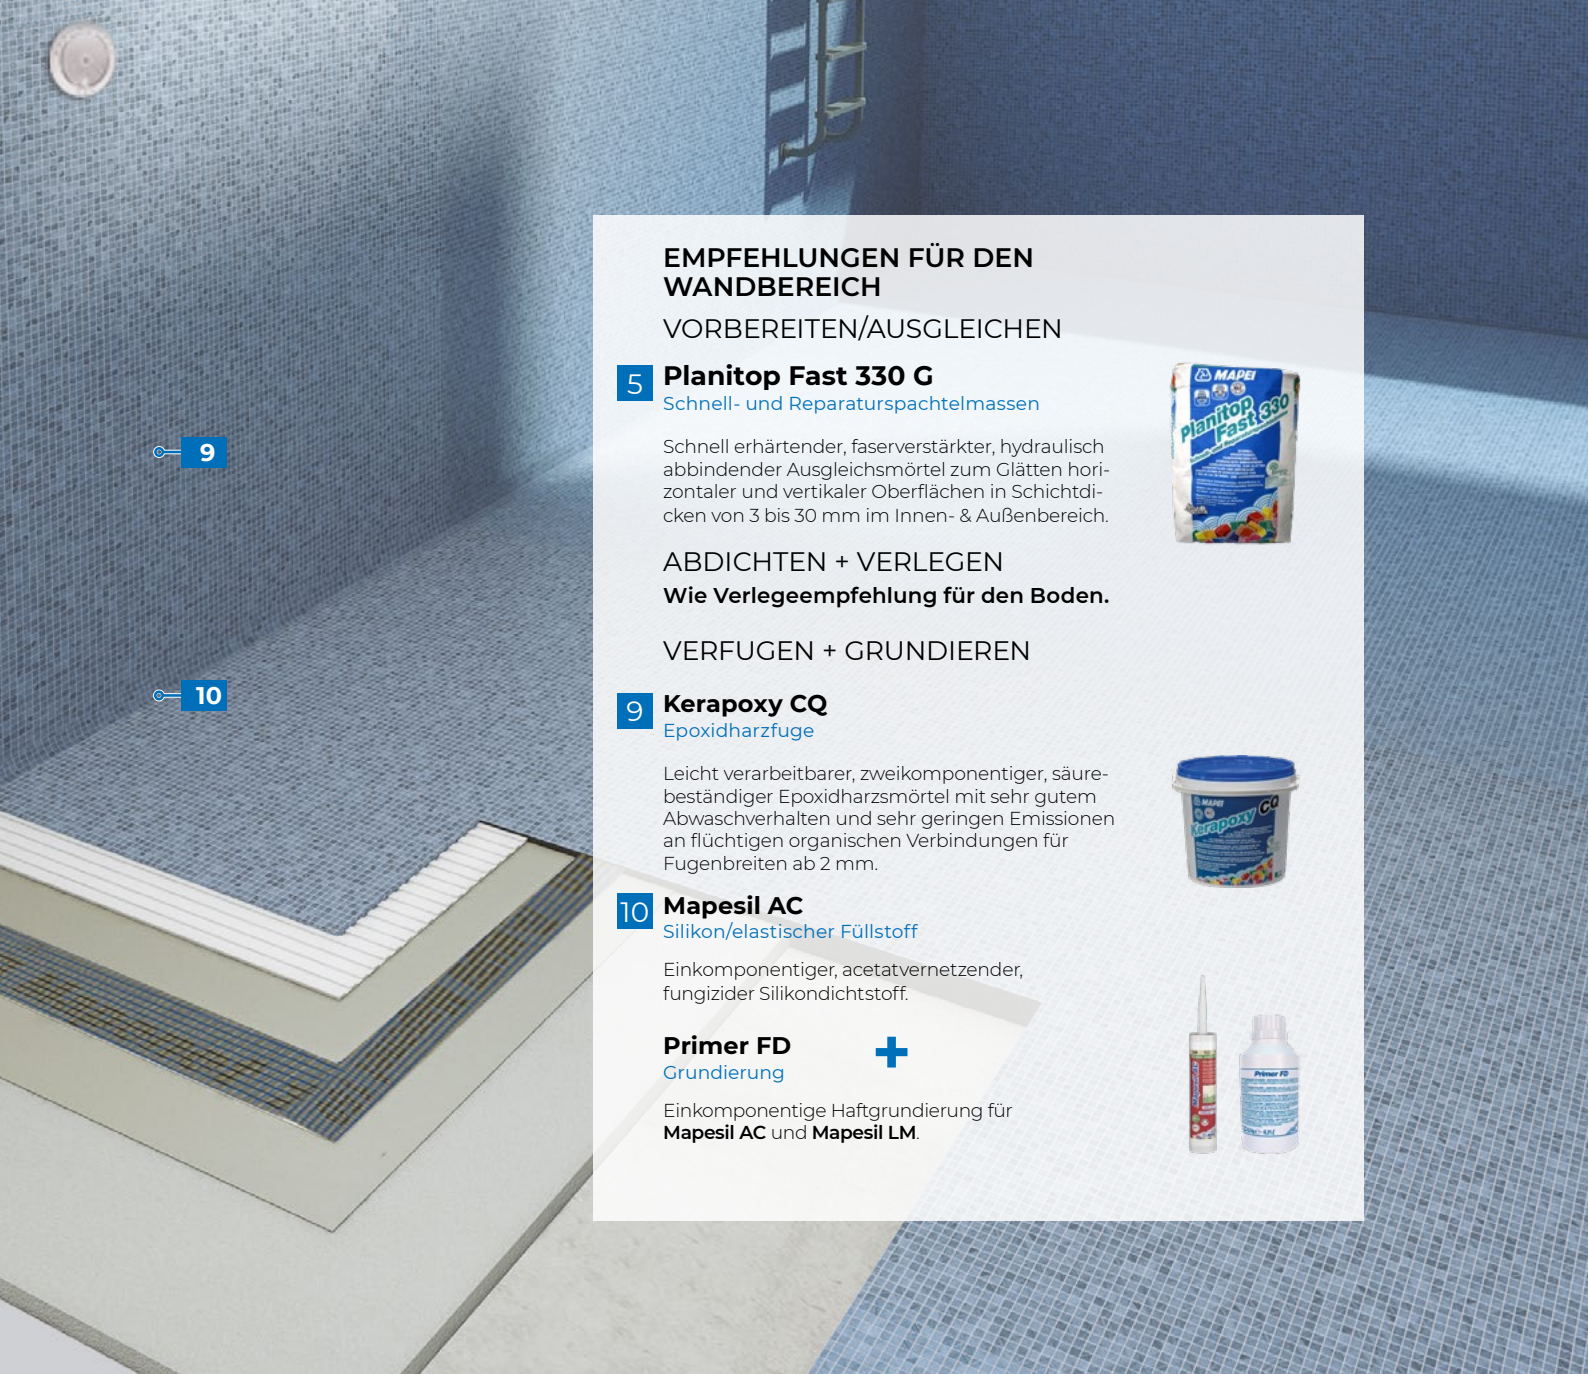 EMPFEHLUNGEN FÜR DEN
WANDBEREICH
VORBEREITEN/AUSGLEICHEN
5 Planitop Fast 330 G
Schnell- und Reparaturspachtelmassen
Schnell erhärtender, faserverstärkter, hydraulisch
abbindender Ausgleichsmörtel zum Glätten hori-
zontaler und vertikaler Oberflächen in Schichtdi-
cken von 3 bis 30 mm im Innen- & Außenbereich.
MAPEI
Planitop
Fast 330
ABDICHTEN + VERLEGEN
Wie Verlegeempfehlung für den Boden.
VERFUGEN + GRUNDIEREN
9 Kerapoxy CQ
Epoxidharzfuge
Leicht verarbeitbarer, zweikomponentiger, säure-
beständiger Epoxidharzsmörtel mit sehr gutem
Abwaschverhalten und sehr geringen Emissionen
an flüchtigen organischen Verbindungen für
Fugenbreiten ab 2 mm.
MAPEI
Kerapoxy CQ
10 Mapesil AC
Silikon/elastischer Füllstoff
Einkomponentiger, acetatvernetzender,
fungizider Silikondichtstoff.
Primer FD +
Grundierung
Einkomponentige Haftgrundierung für
Mapesil AC und Mapesil LM.
Mapesil AC
Primer FD
9
10